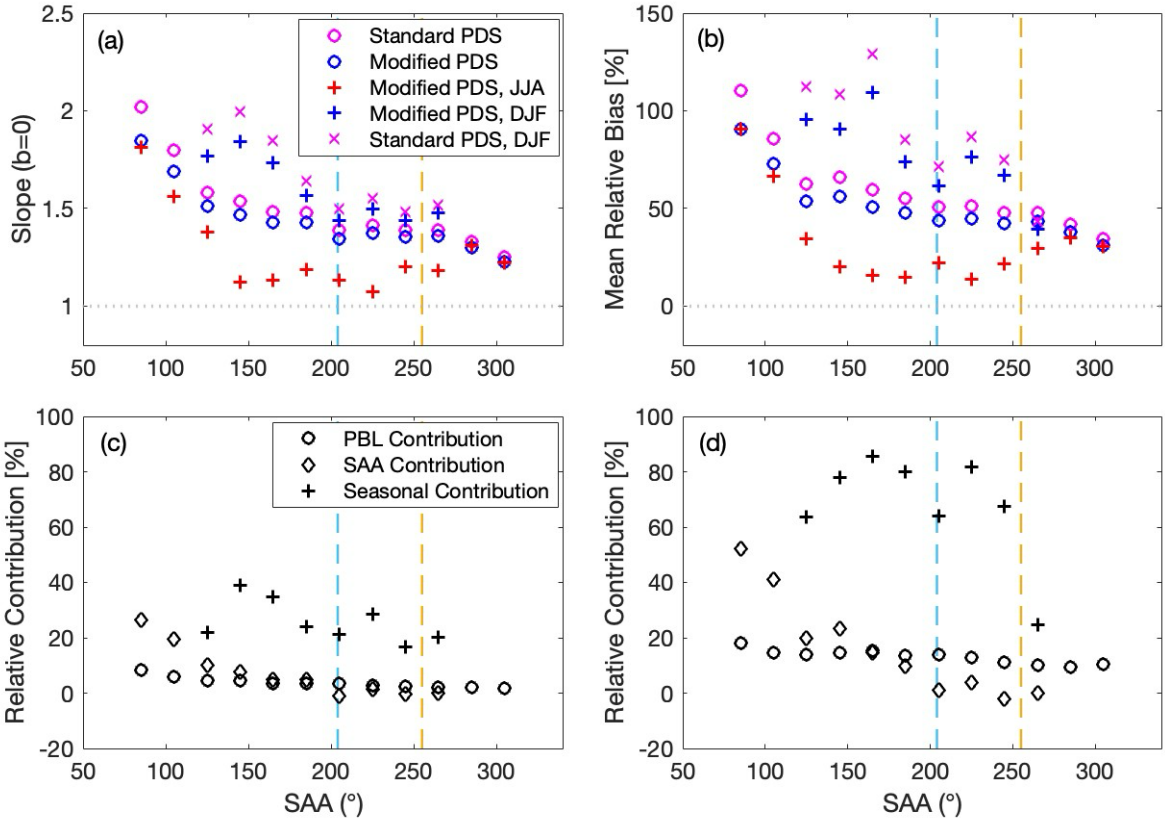 (a)
Standard PDS
Modified PDS
Modified PDS, JJA
Modified PDS, DJF
Standard PDS, DJF
2.5
2
1.5
1
Slope (b=0)
50 100 150 200 250 300
(b)
150
100
50
0
Mean Relative Bias [%]
50 100 150 200 250 300
(c)
PBL Contribution
SAA Contribution
Seasonal Contribution
100
80
60
40
20
0
-20
Relative Contribution [%]
50 100 150 200 250 300
SAA (°)
(d)
100
80
60
40
20
0
-20
Relative Contribution [%]
50 100 150 200 250 300
SAA (°)